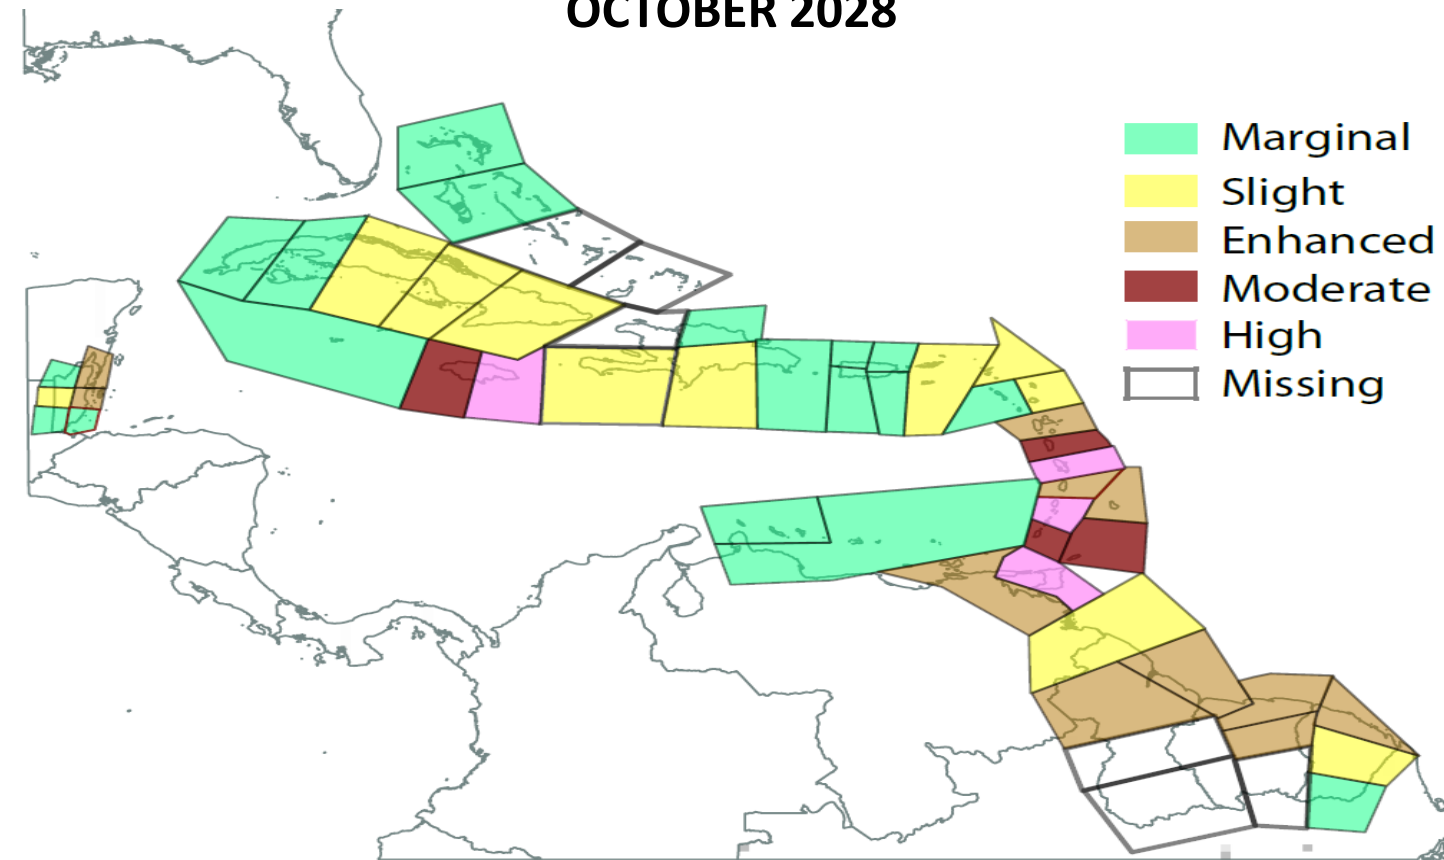 OCTOBER 2028
Marginal
Slight
Enhanced
Moderate
High
Missing